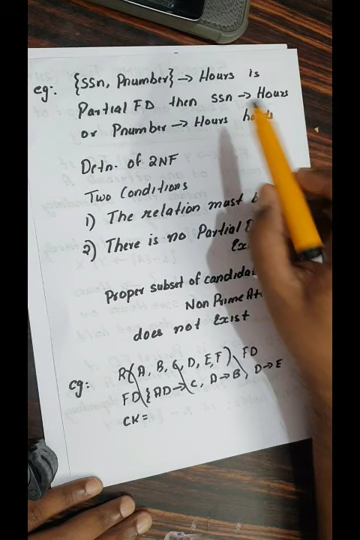 eg: {SSn, Pnumber} → Hours is
Partial FD then ssn → Hours
or Pnumber → Hours
Defn. of 2NF
Two Conditions
1) The relation must
2) There is no Partial
Proper subset of candida
Non Prime At
does not Exist
eg: R(A, B, C, D, E, F) FD
FD {AD → C, A → B, D → E
CK =